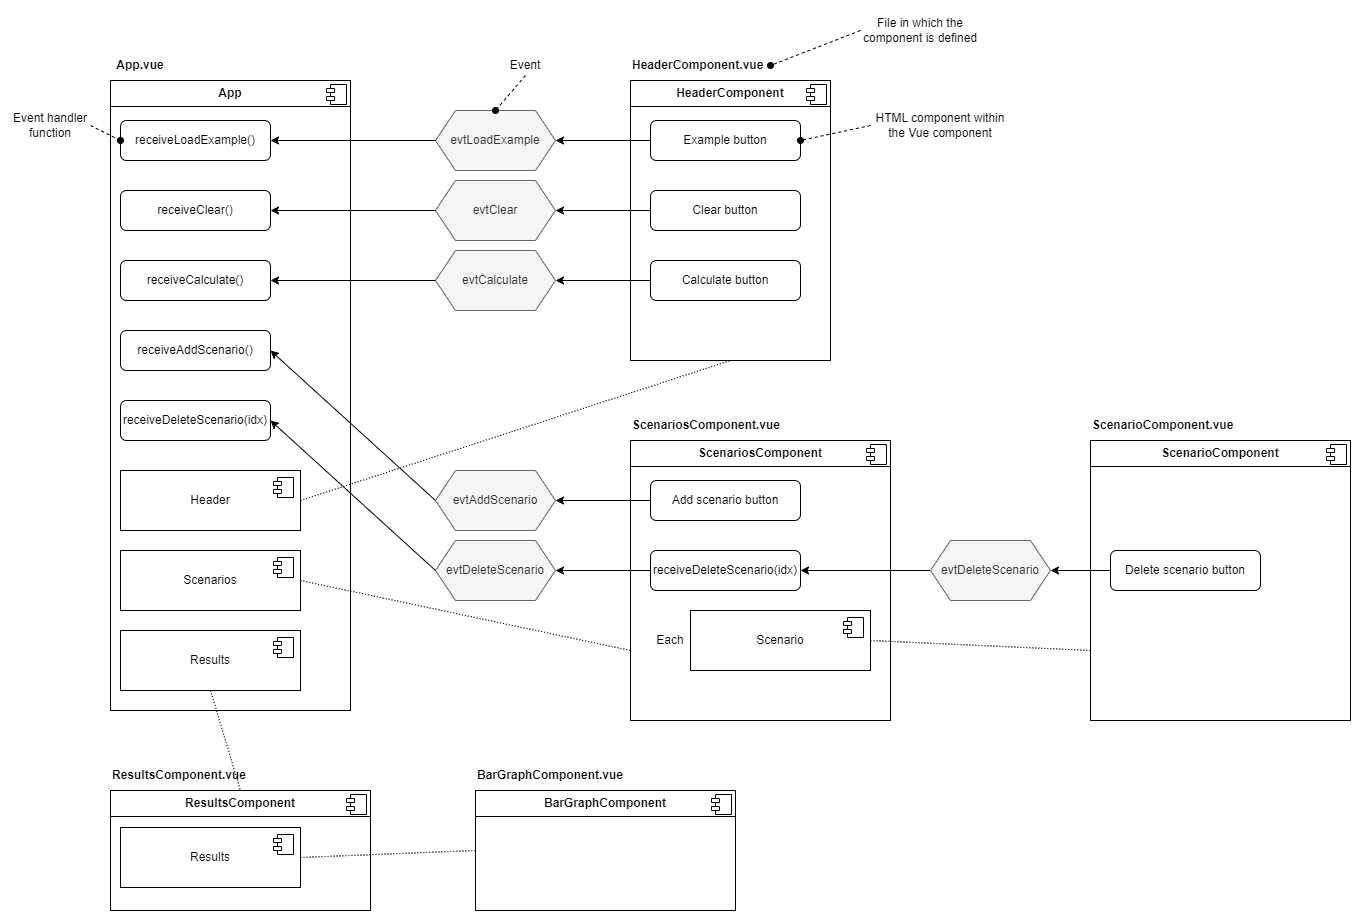 File in which the
component is defined
App.vue
Event
HeaderComponent.vue
App
HeaderComponent
Event handler
function
receiveLoadExample()
evtLoadExample
Example button
HTML component within
the Vue component
receiveClear()
evtClear
Clear button
receiveCalculate()
evtCalculate
Calculate button
receiveAddScenario()
receiveDeleteScenario(idx)
ScenariosComponent.vue
ScenarioComponent.vue
ScenariosComponent
ScenarioComponent
Header
evtAddScenario
Add scenario button
Scenarios
evtDeleteScenario
receiveDeleteScenario(idx)
evtDeleteScenario
Delete scenario button
Each
Scenario
Results
ResultsComponent.vue
BarGraphComponent.vue
ResultsComponent
BarGraphComponent
Results